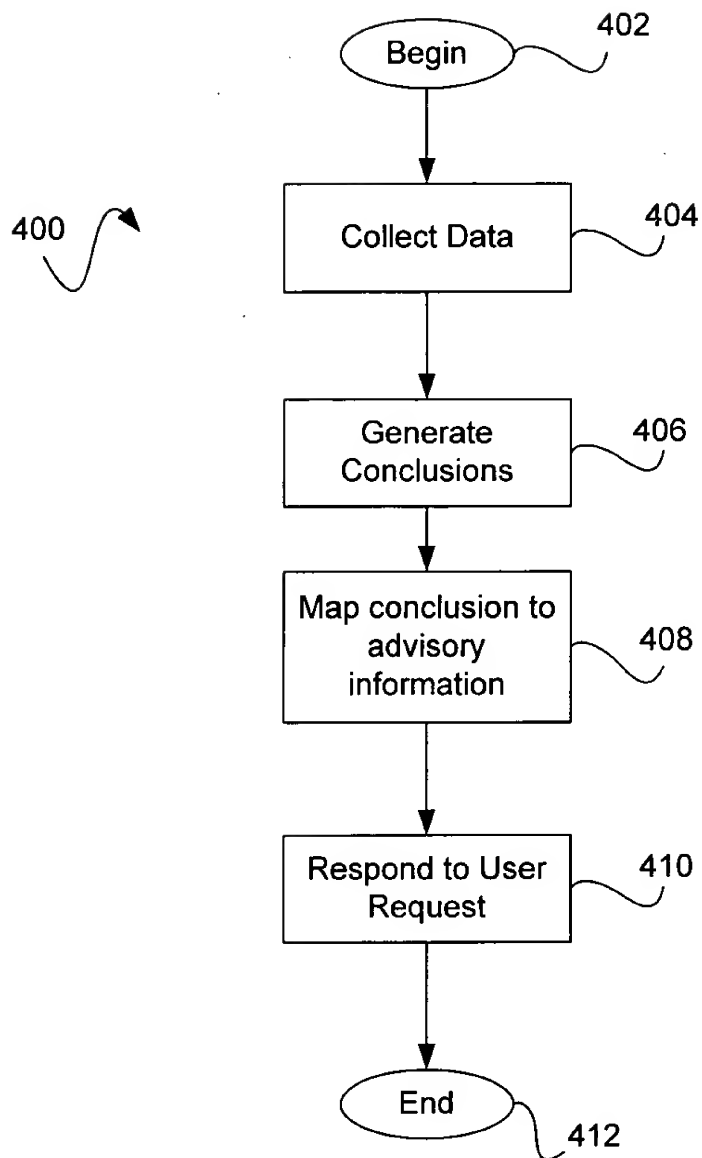 402
Begin
400
Collect Data
404
Generate
Conclusions
406
Map conclusion to
advisory
information
408
Respond to User
Request
410
End
412